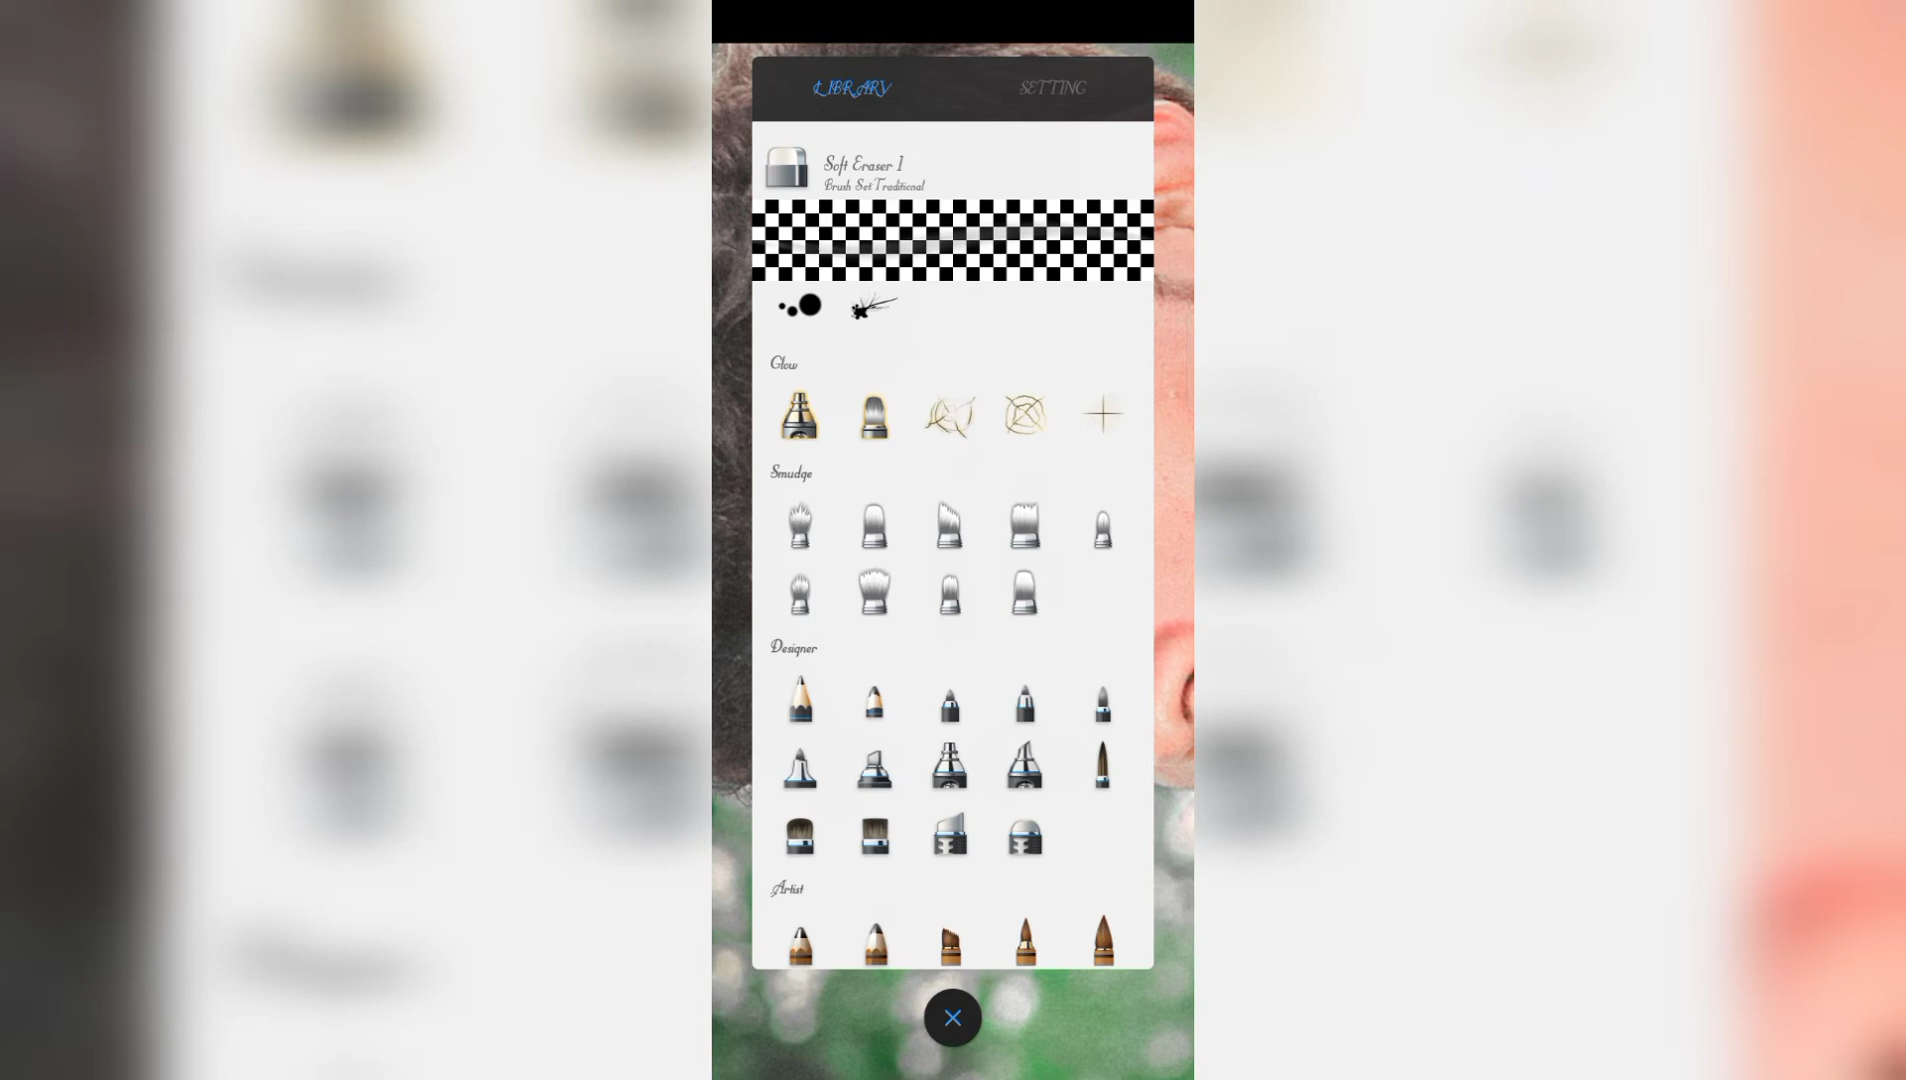 LIBRARY
SETTING
Soft Eraser 1
Brush Set Traditional
Glow
Smudge
Designer
Artist